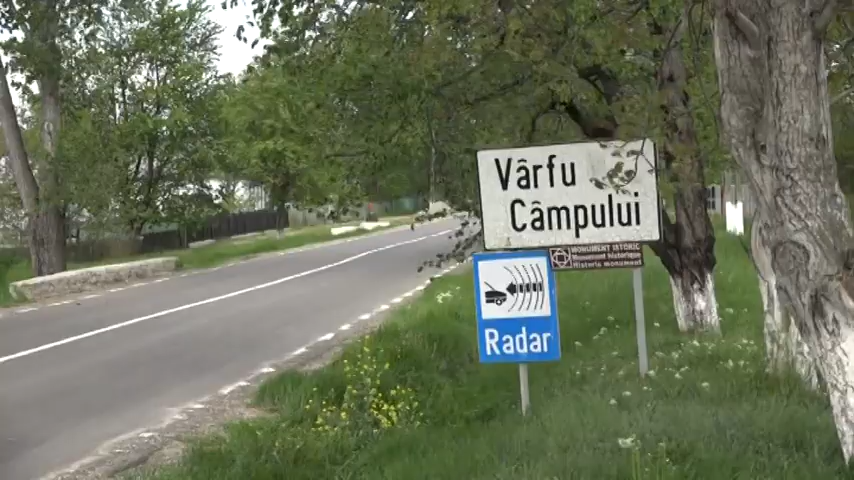 Vârfu
Câmpului
MONUMENT ISTORIC
Monument historique
Historic monument
Radar